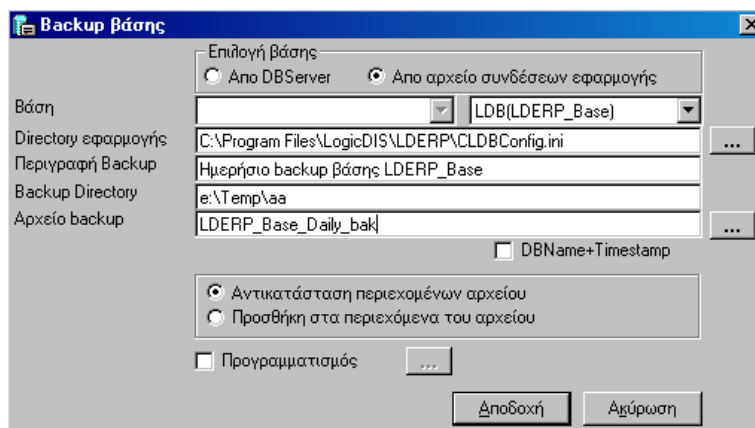 Backup βάσης
Επιλογή βάσης
Απο DBServer Απο αρχείο συνδέσεων εφαρμογής
Βάση LDB(LDERP_Base)
Directory εφαρμογής C:\Program Files\LogicDIS\LDERP\CLDBConfig.ini ...
Περιγραφή Backup Ημερήσιο backup βάσης LDERP_Base
Backup Directory e:\Temp\aa
Αρχείο backup LDERP_Base_Daily_bak ...
DBName+Timestamp
Αντικατάσταση περιεχομένων αρχείου
Προσθήκη στα περιεχόμενα του αρχείου
Προγραμματισμός ...
Αποδοχή Ακύρωση